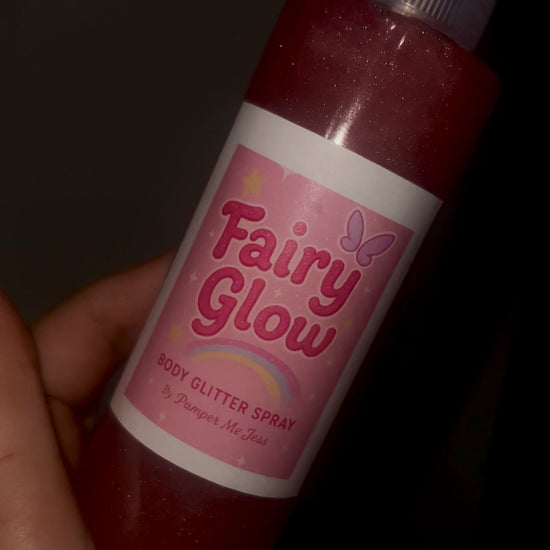 Fairy
Glow
BODY GLITTER SPRAY
By Pamper Me Jess